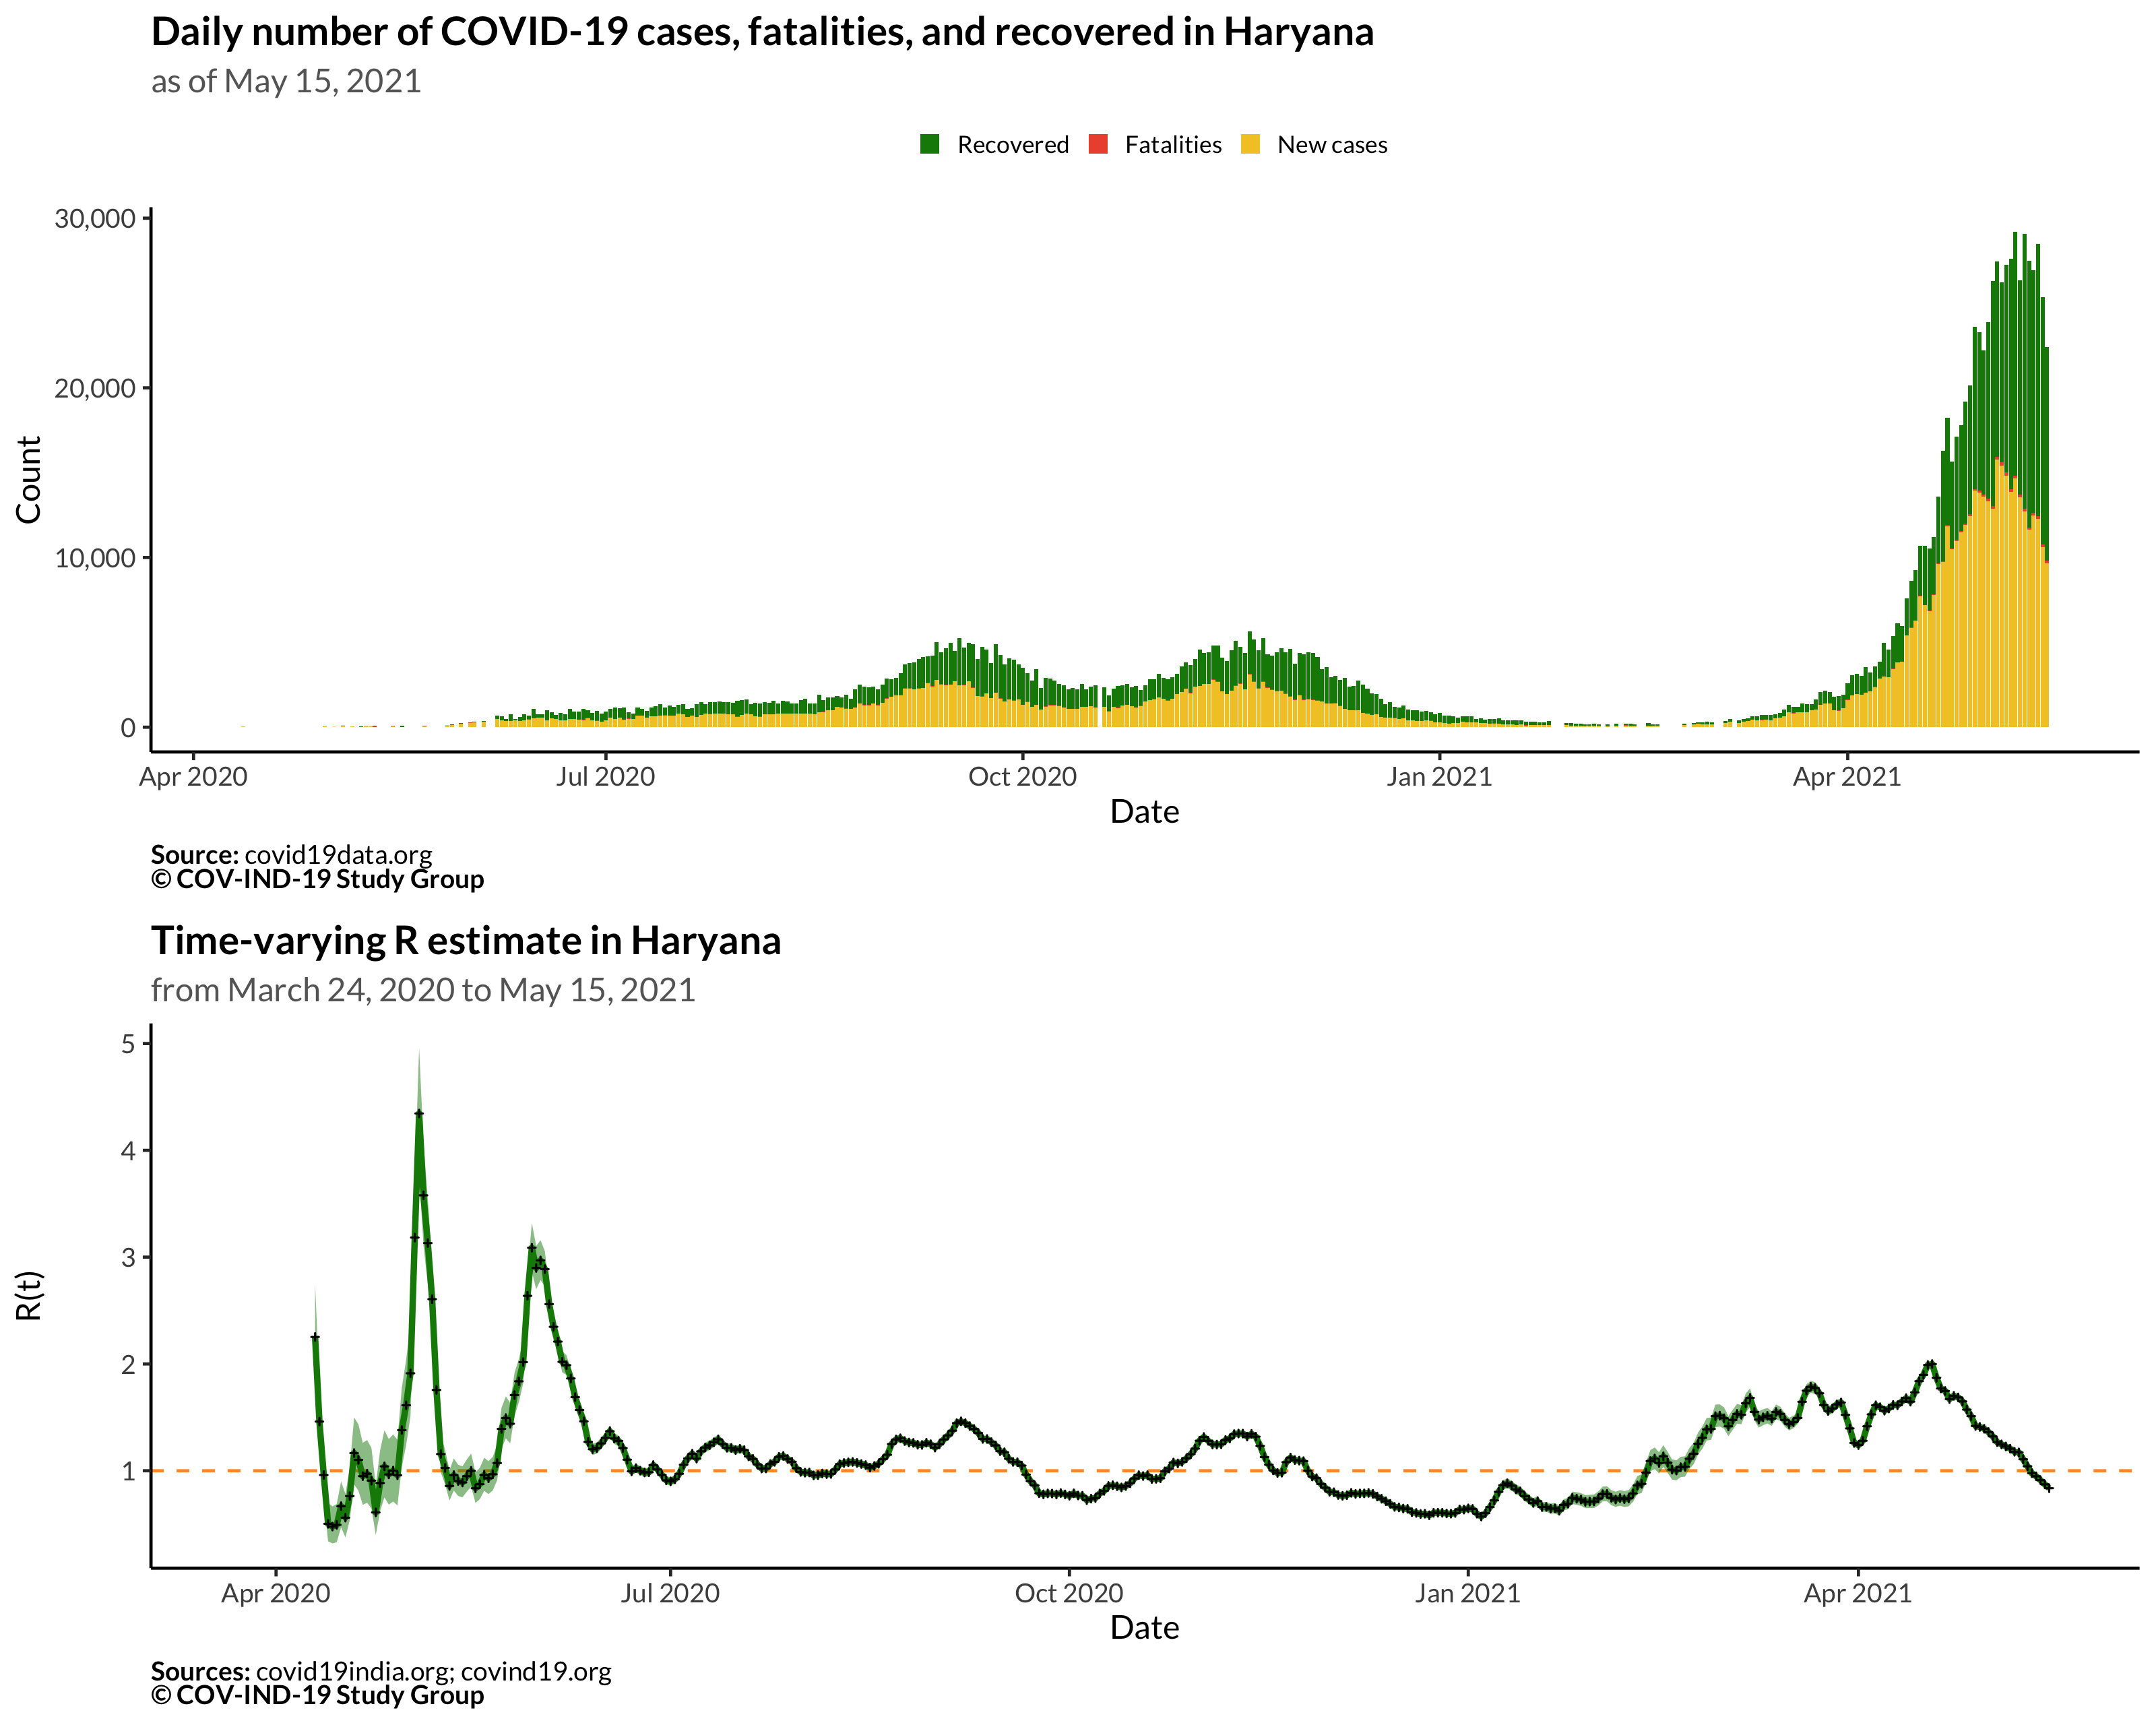 Daily number of COVID-19 cases, fatalities, and recovered in Haryana
as of May 15, 2021
Recovered Fatalities New cases
30,000
20,000
10,000
0
Count
Apr 2020 Jul 2020 Oct 2020 Jan 2021 Apr 2021
Date
Source: covid19data.org
© COV-IND-19 Study Group
Time-varying R estimate in Haryana
from March 24, 2020 to May 15, 2021
5
4
3
2
1
R(t)
Apr 2020 Jul 2020 Oct 2020 Jan 2021 Apr 2021
Date
Sources: covid19india.org; covind19.org
© COV-IND-19 Study Group